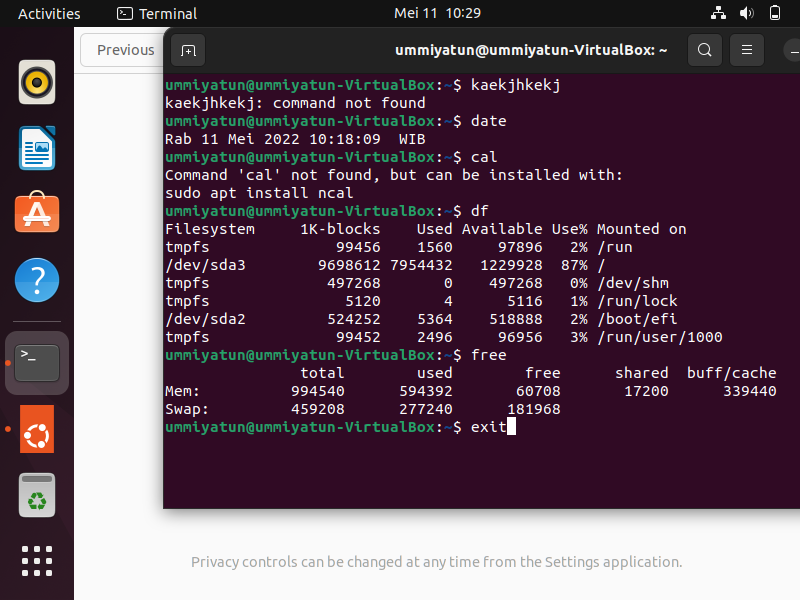 Activities Terminal Mei 11 10:29
Previous ummiyatun@ummiyatun-VirtualBox: ~
ummiyatun@ummiyatun-VirtualBox:~$ kaekjhkekj
kaekjhkekj: command not found
ummiyatun@ummiyatun-VirtualBox:~$ date
Rab 11 Mei 2022 10:18:09  WIB
ummiyatun@ummiyatun-VirtualBox:~$ cal
Command 'cal' not found, but can be installed with:
sudo apt install ncal
ummiyatun@ummiyatun-VirtualBox:~$ df
Filesystem     1K-blocks    Used Available Use% Mounted on
tmpfs              99456    1560     97896   2% /run
/dev/sda3        9698612 7954432   1229928  87% /
tmpfs             497268       0    497268   0% /dev/shm
tmpfs               5120       4      5116   1% /run/lock
/dev/sda2         524252    5364    518888   2% /boot/efi
tmpfs              99452    2496     96956   3% /run/user/1000
ummiyatun@ummiyatun-VirtualBox:~$ free
               total        used        free      shared  buff/cache
Mem:          994540      594392       60708       17200      339440
Swap:         459208      277240      181968
ummiyatun@ummiyatun-VirtualBox:~$ exit
Privacy controls can be changed at any time from the Settings application.